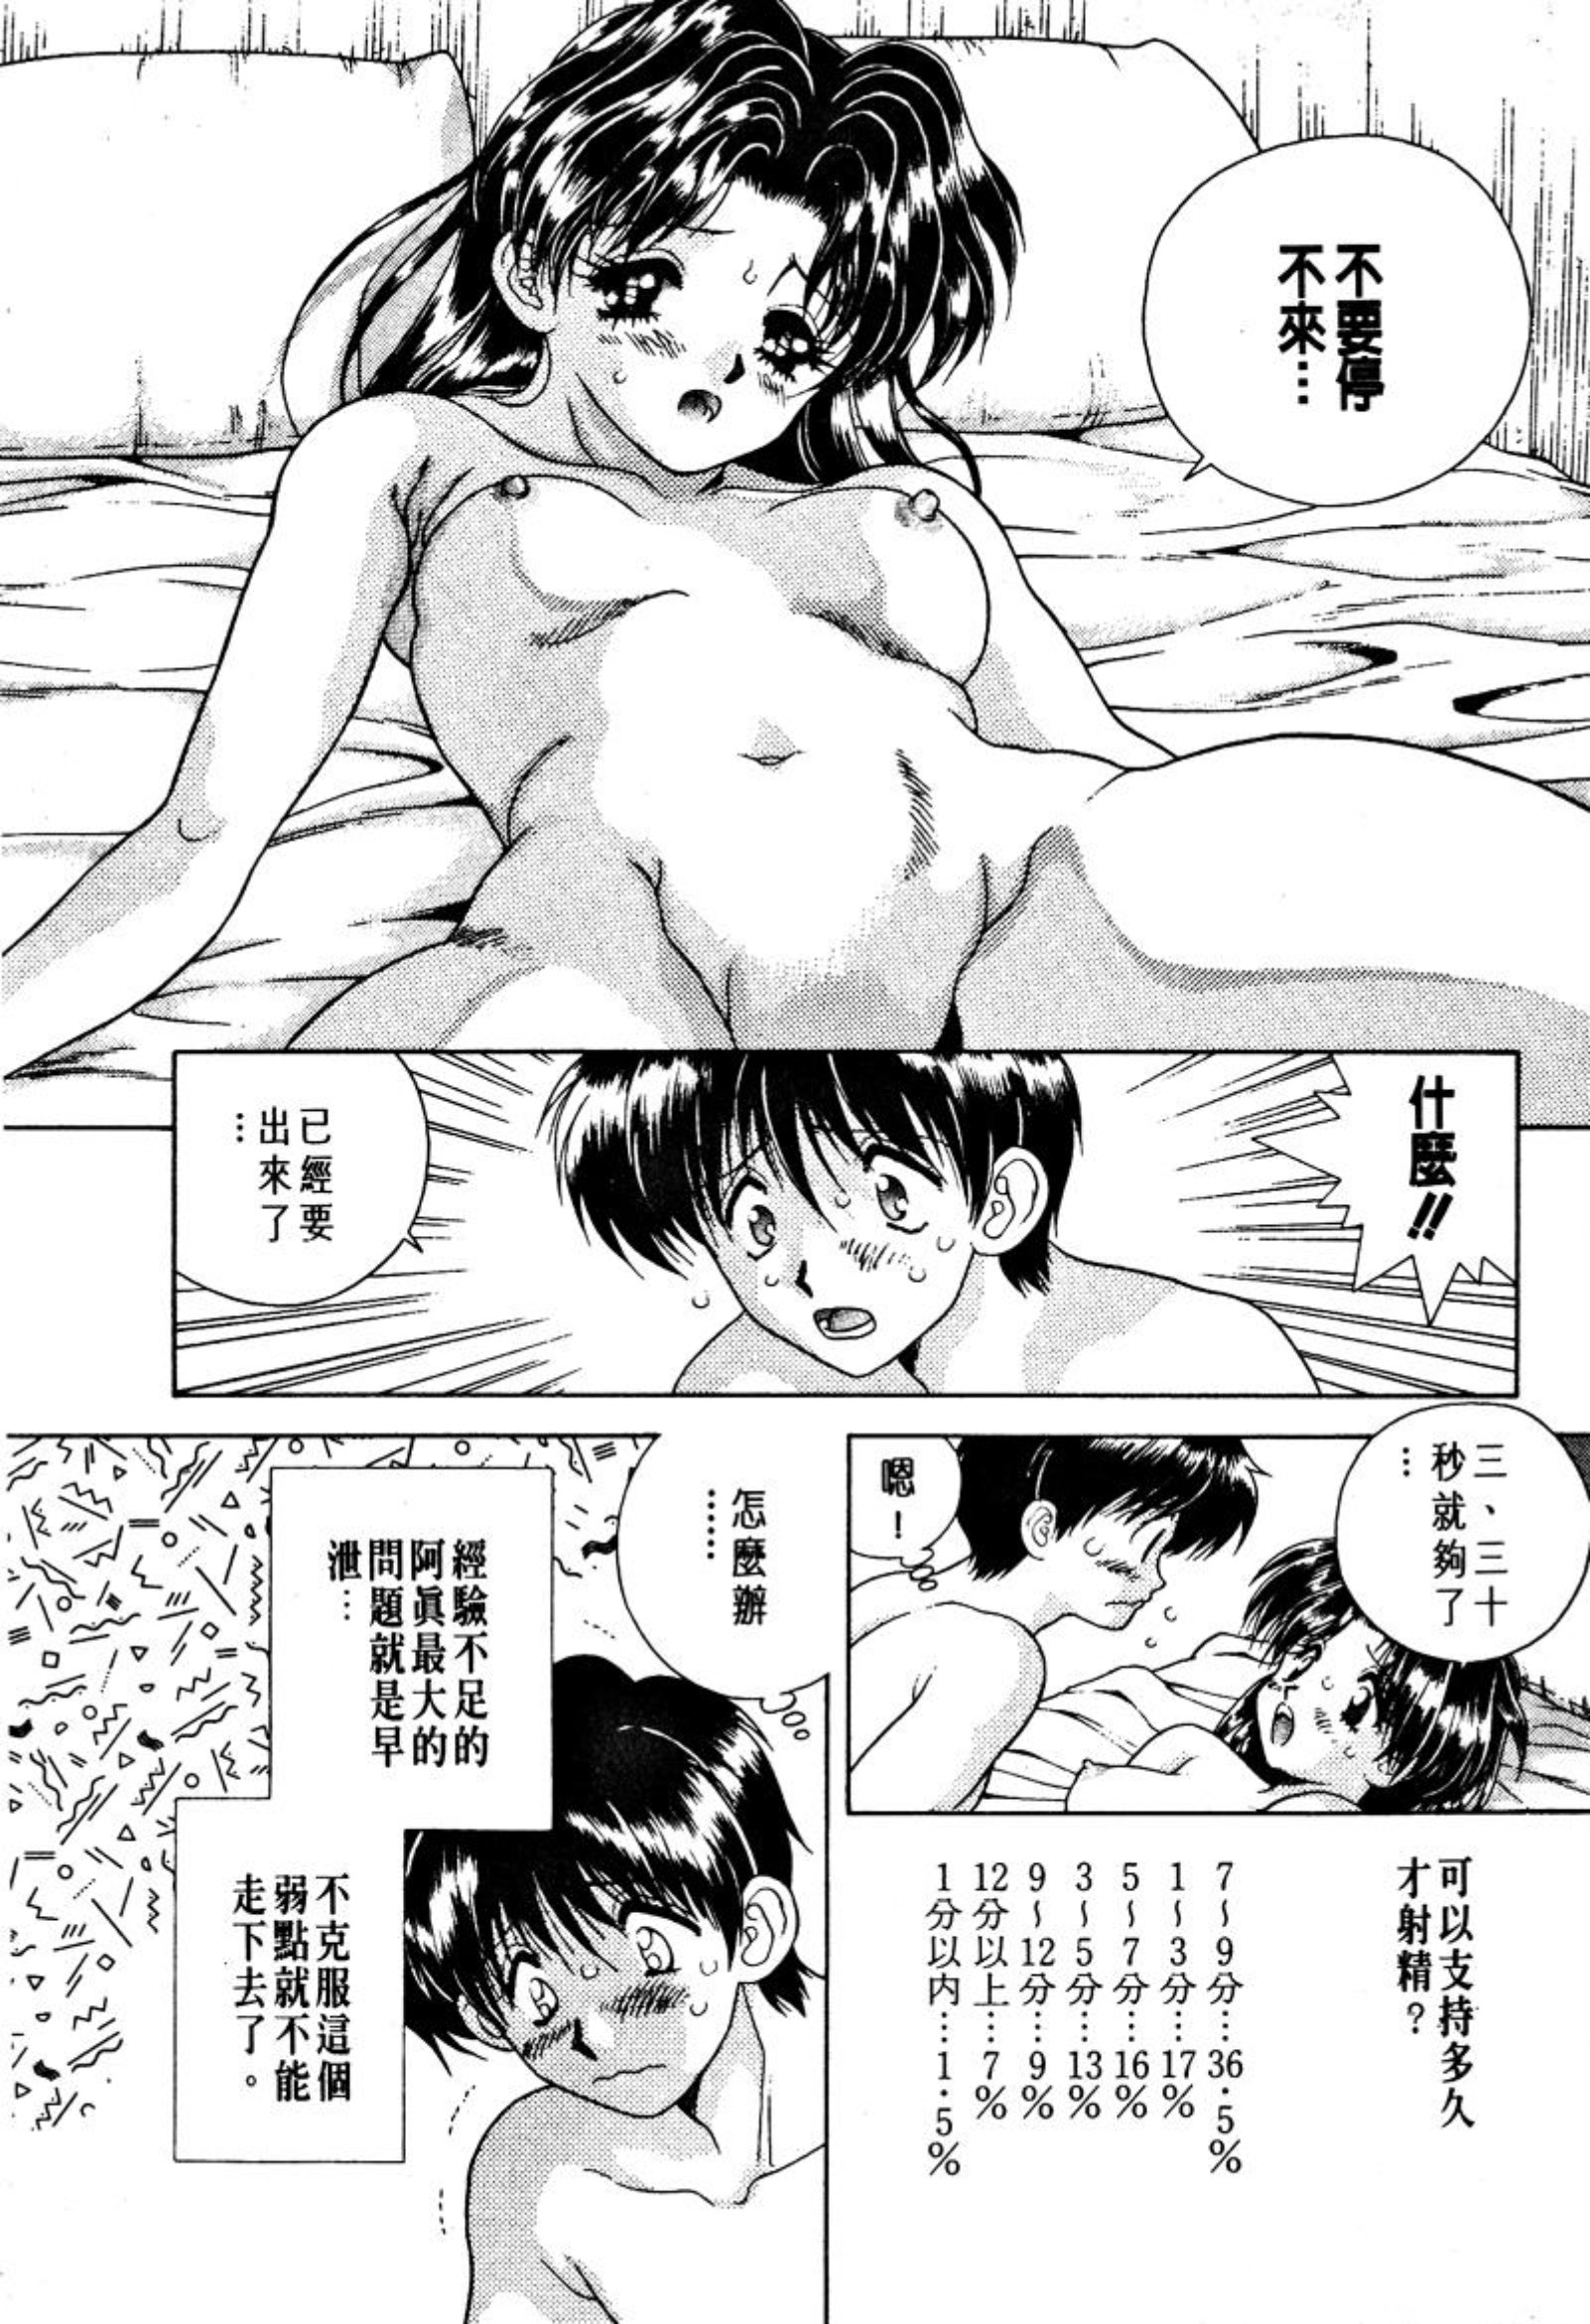 不要停
不來…
什麼!!
已經要
出來了
…
三、三十
秒就夠了
…
嗯!
可以支持多久
才射精?
7~9分…36.5%
1~3分…17%
5~7分…16%
3~5分…13%
9~12分…9%
12分以上…7%
1分以内…1.5%
怎麼辦
……
經驗不足的
阿眞最大的
問題就是早
泄…
不克服這個
弱點就不能
走下去了。